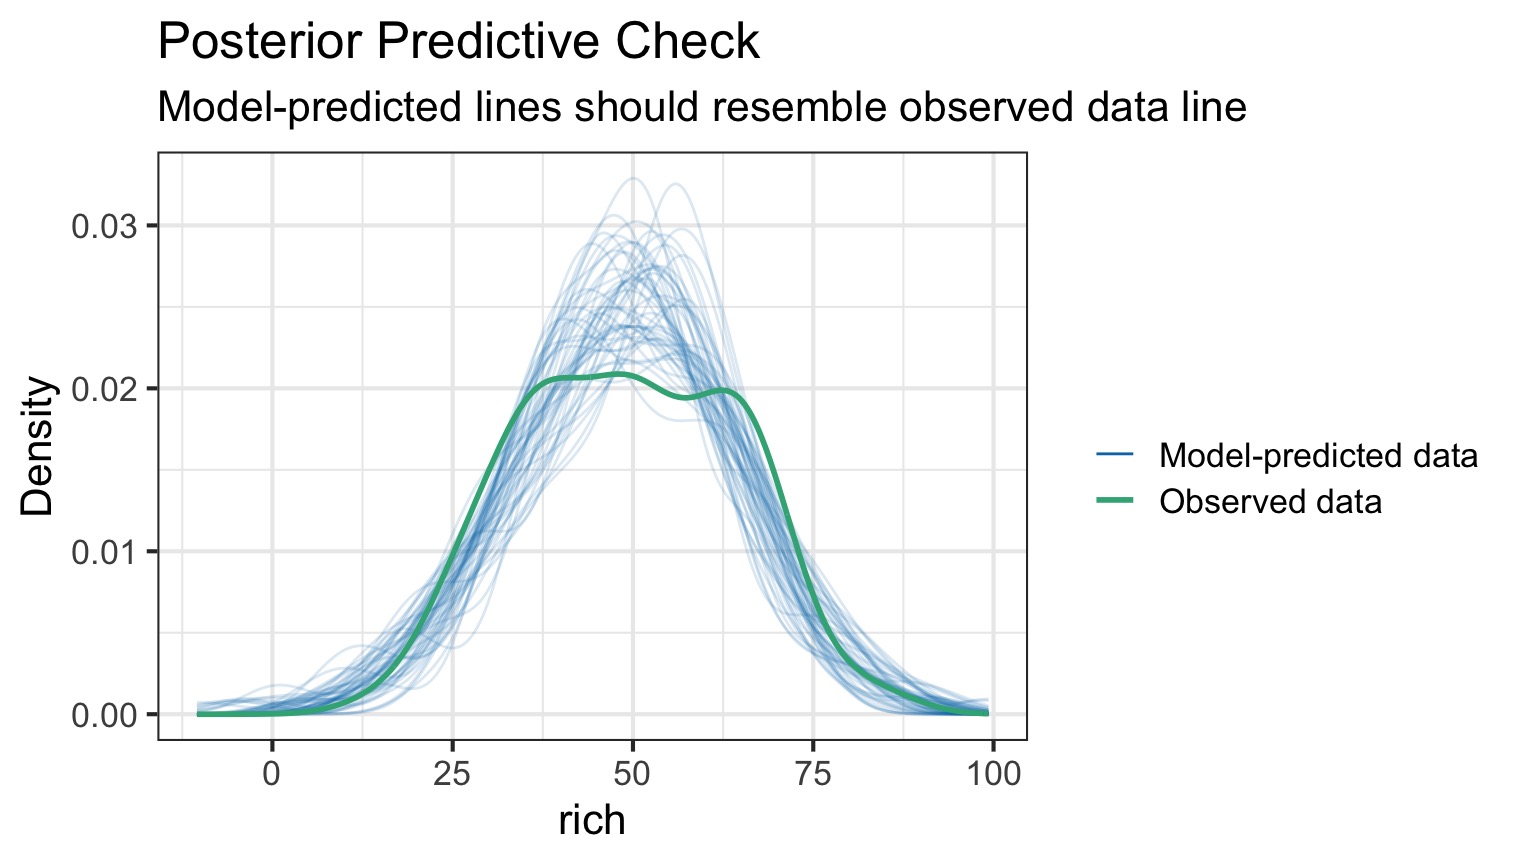 Posterior Predictive Check
Model-predicted lines should resemble observed data line
0.03
0.02
0.01
0.00
Density
0
25
50
75
100
rich
Model-predicted data
Observed data